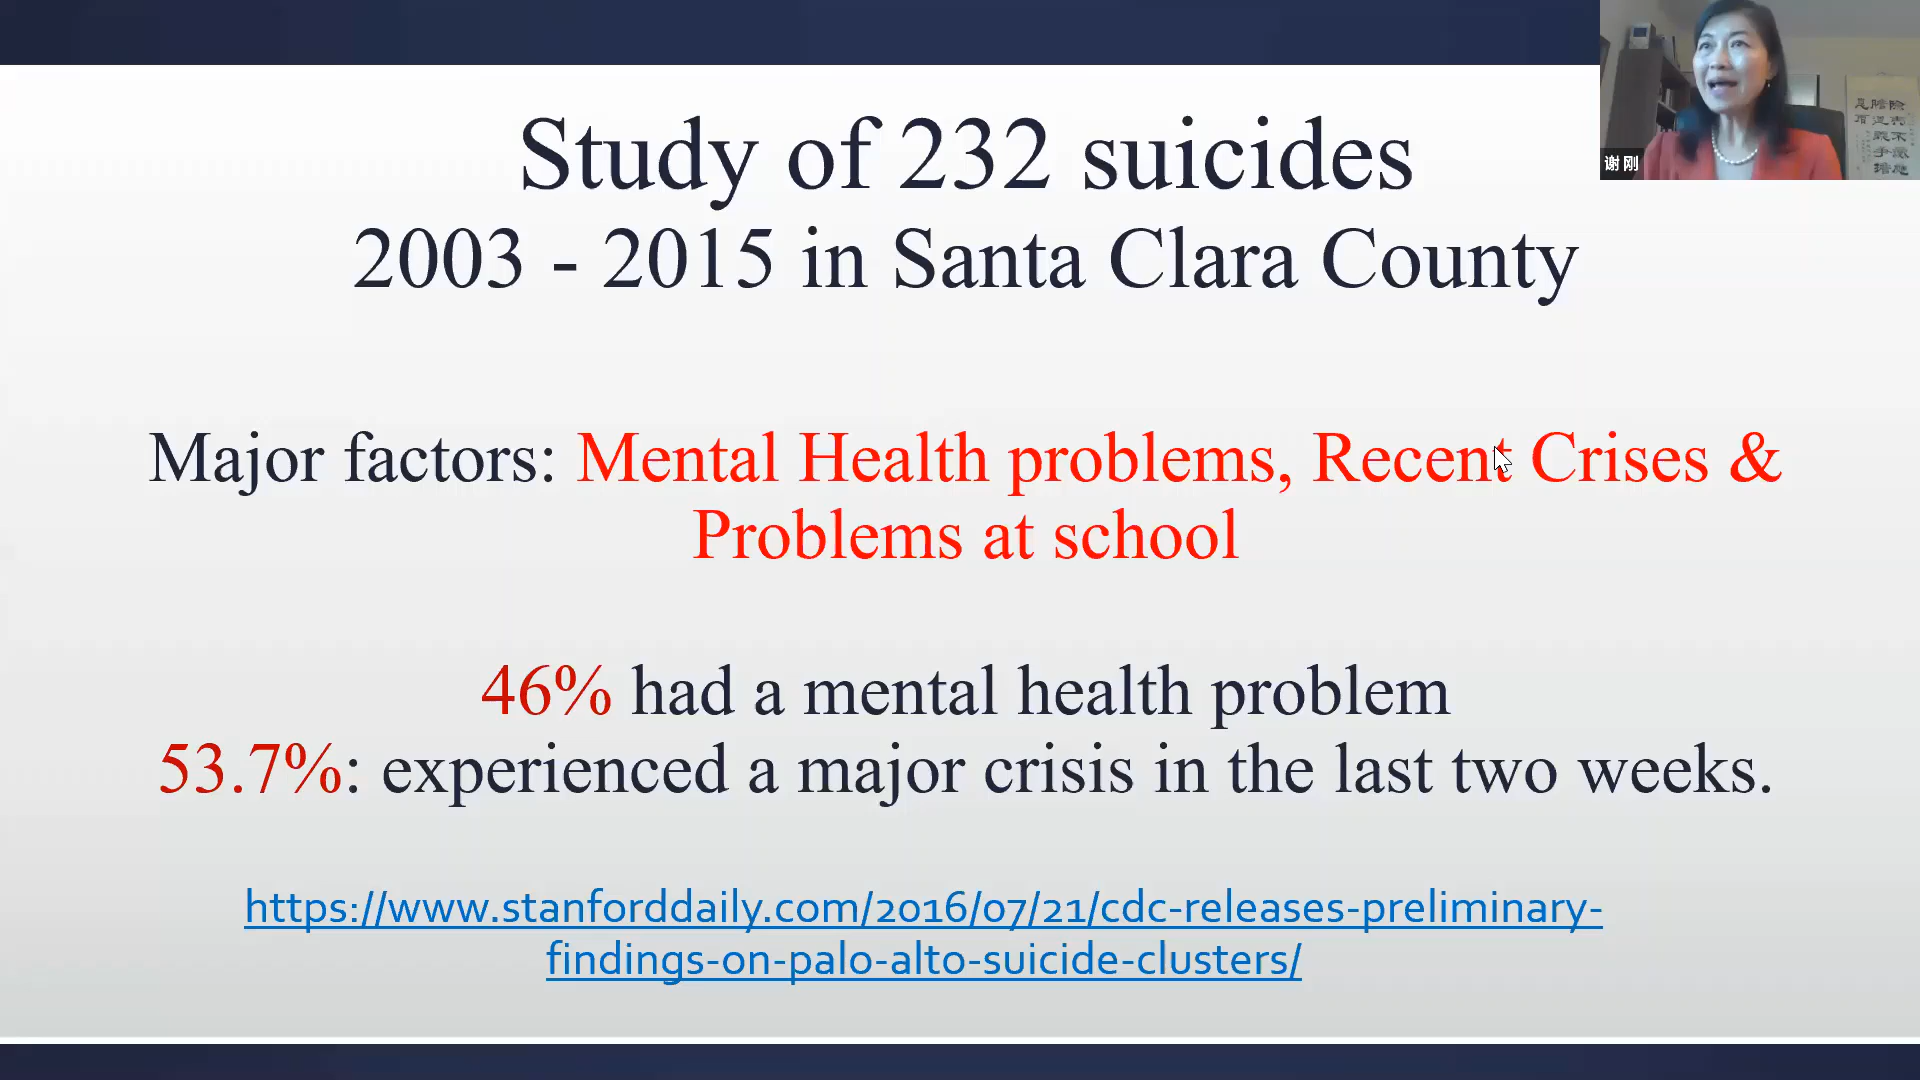 Study of 232 suicides
2003 - 2015 in Santa Clara County
谢刚
Major factors: Mental Health problems, Recent Crises &
Problems at school
46% had a mental health problem
53.7%: experienced a major crisis in the last two weeks.
https://www.stanforddaily.com/2016/07/21/cdc-releases-preliminary-
findings-on-palo-alto-suicide-clusters/